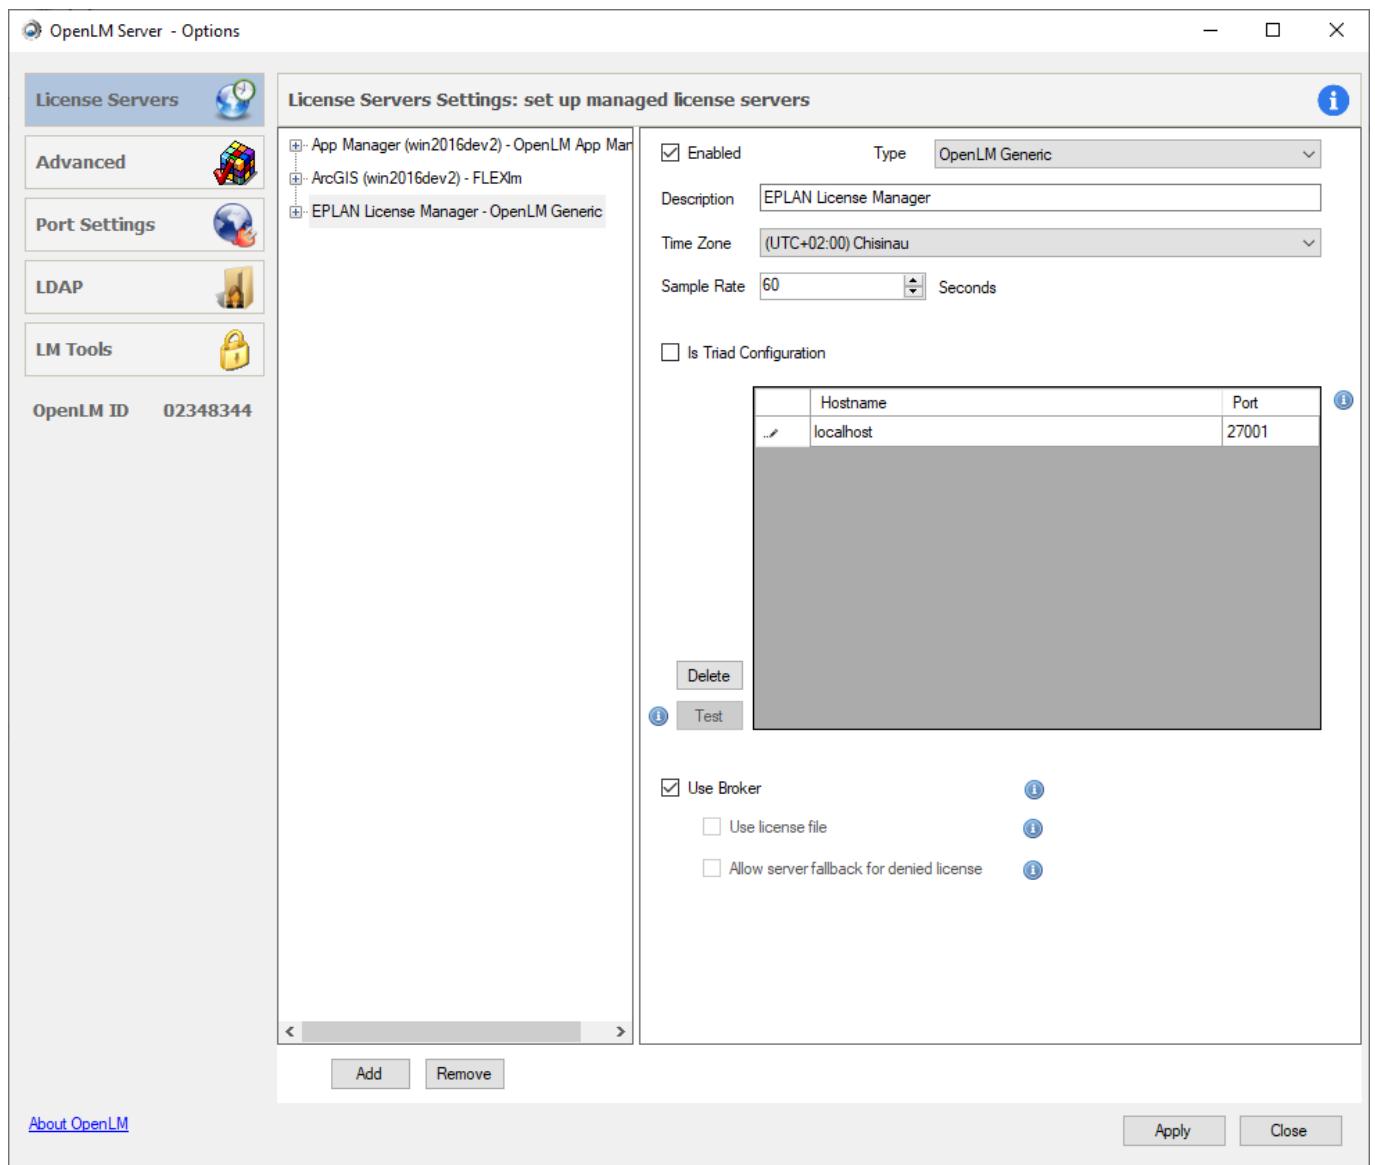 OpenLM Server - Options
License Servers
Advanced
Port Settings
LDAP
LM Tools
OpenLM ID 02348344
License Servers Settings: set up managed license servers
App Manager (win2016dev2) - OpenLM App Man
ArcGIS (win2016dev2) - FLEXlm
EPLAN License Manager - OpenLM Generic
Enabled
Type OpenLM Generic
Description EPLAN License Manager
Time Zone (UTC+02:00) Chisinau
Sample Rate 60 Seconds
Is Triad Configuration
Hostname Port
localhost 27001
Delete
Test
Use Broker
Use license file
Allow server fallback for denied license
Add Remove
About OpenLM
Apply Close